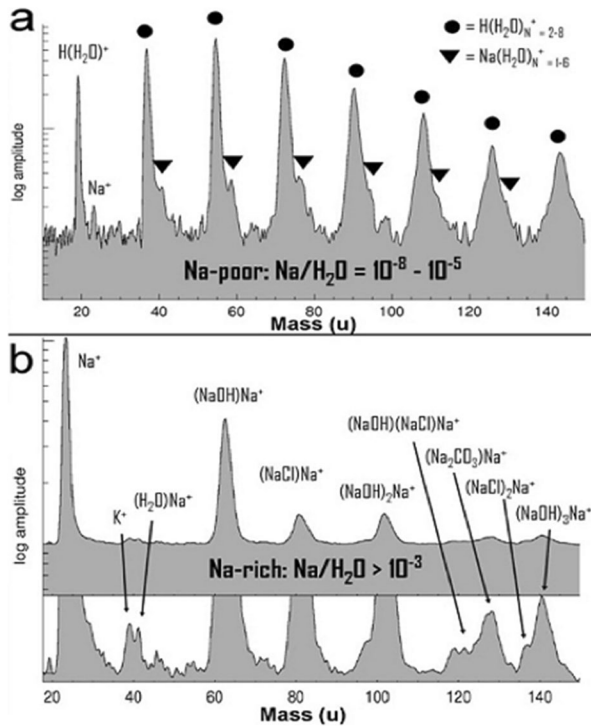 a
● = H(H₂O)N⁺ = 2-8
▼ = Na(H₂O)N⁺ = 1-6
H(H₂O)⁺
Na⁺
log amplitude
Na-poor: Na/H₂O = 10⁻⁸ - 10⁻⁵
20 40 60 80 100 120 140
Mass (u)
b
Na⁺
(NaOH)Na⁺
(NaOH)(NaCl)Na⁺
(Na₂CO₃)Na⁺
(NaCl)Na⁺
(NaCl)₂Na⁺
(H₂O)Na⁺
(NaOH)₂Na⁺
(NaOH)₃Na⁺
K⁺
log amplitude
Na-rich: Na/H₂O > 10⁻³
20 40 60 80 100 120 140
Mass (u)